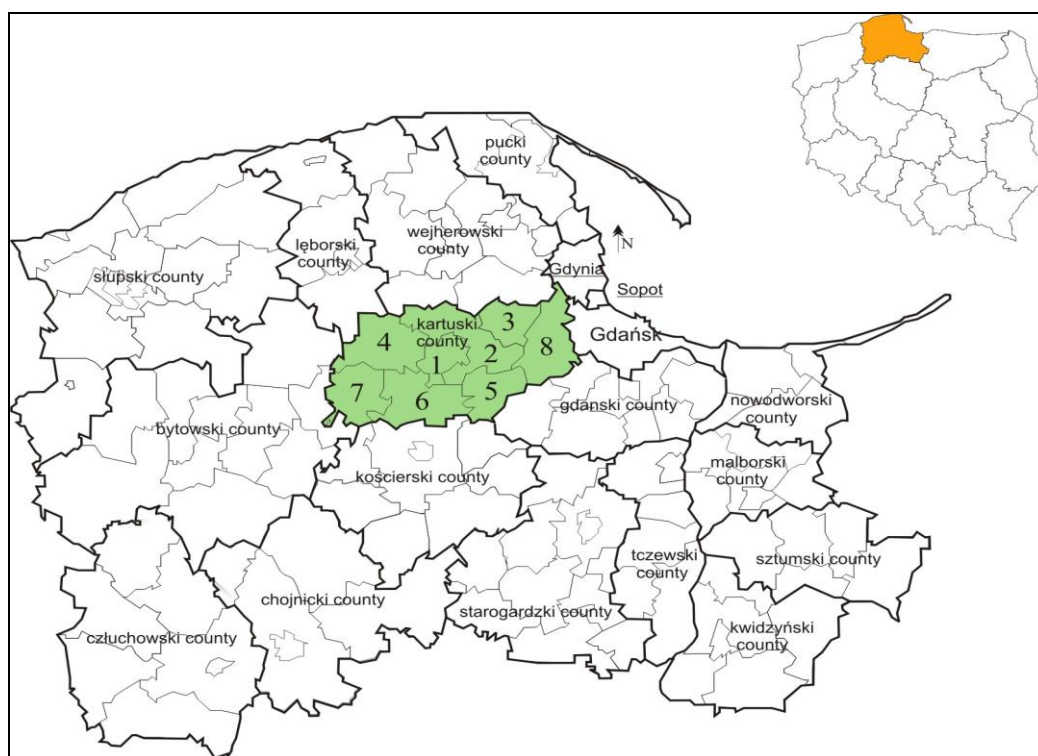 pucki
county
wejherowski
county
lęborski
county
słupski county
N
Gdynia
Sopot
kartuski
county
3
Gdańsk
4
8
2
1
7
5
6
gdański county
nowodworski
county
bytowski county
malborski
county
kościerski county
tczewski
county
sztumski county
chojnicki county
starogardzki county
człuchowski county
kwidzyński
county